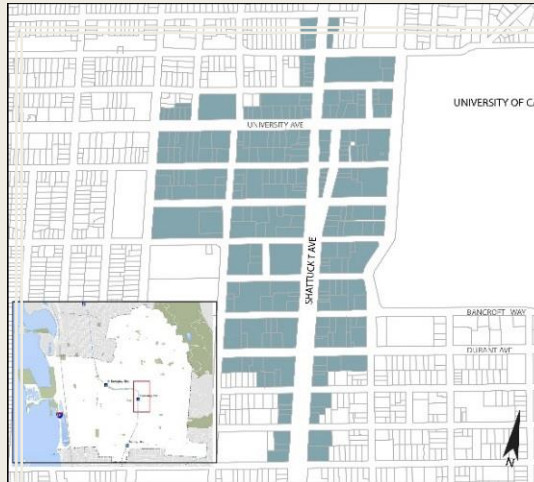 UNIVERSITY OF CA
UNIVERSITY AVE
SHATTUCK AVE
BANCROFT WAY
DURANT AVE
N